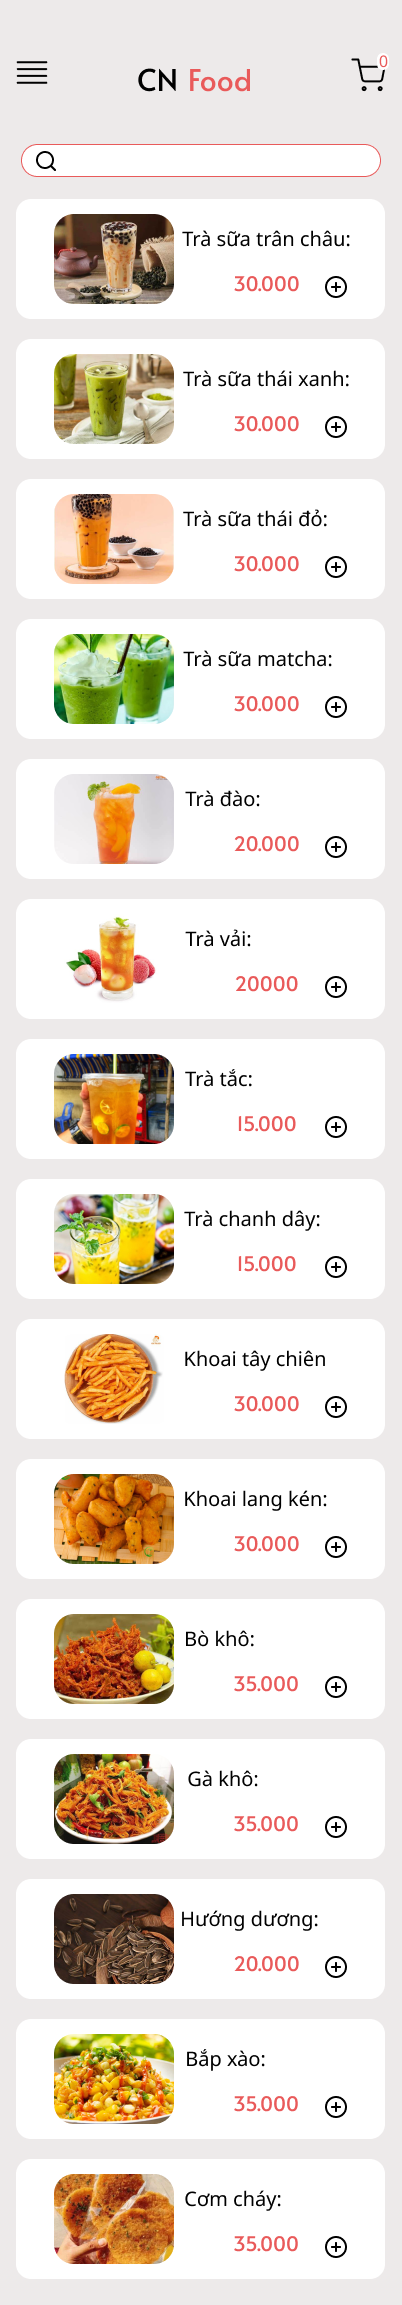 CN Food
0
Trà sữa trân châu:
30.000
Trà sữa thái xanh:
30.000
Trà sữa thái đỏ:
30.000
Trà sữa matcha:
30.000
Trà đào:
20.000
Trà vải:
20000
Trà tắc:
15.000
Trà chanh dây:
15.000
Khoai tây chiên
30.000
Khoai lang kén:
30.000
Bò khô:
35.000
Gà khô:
35.000
Hướng dương:
20.000
Bắp xào:
35.000
Cơm cháy:
35.000